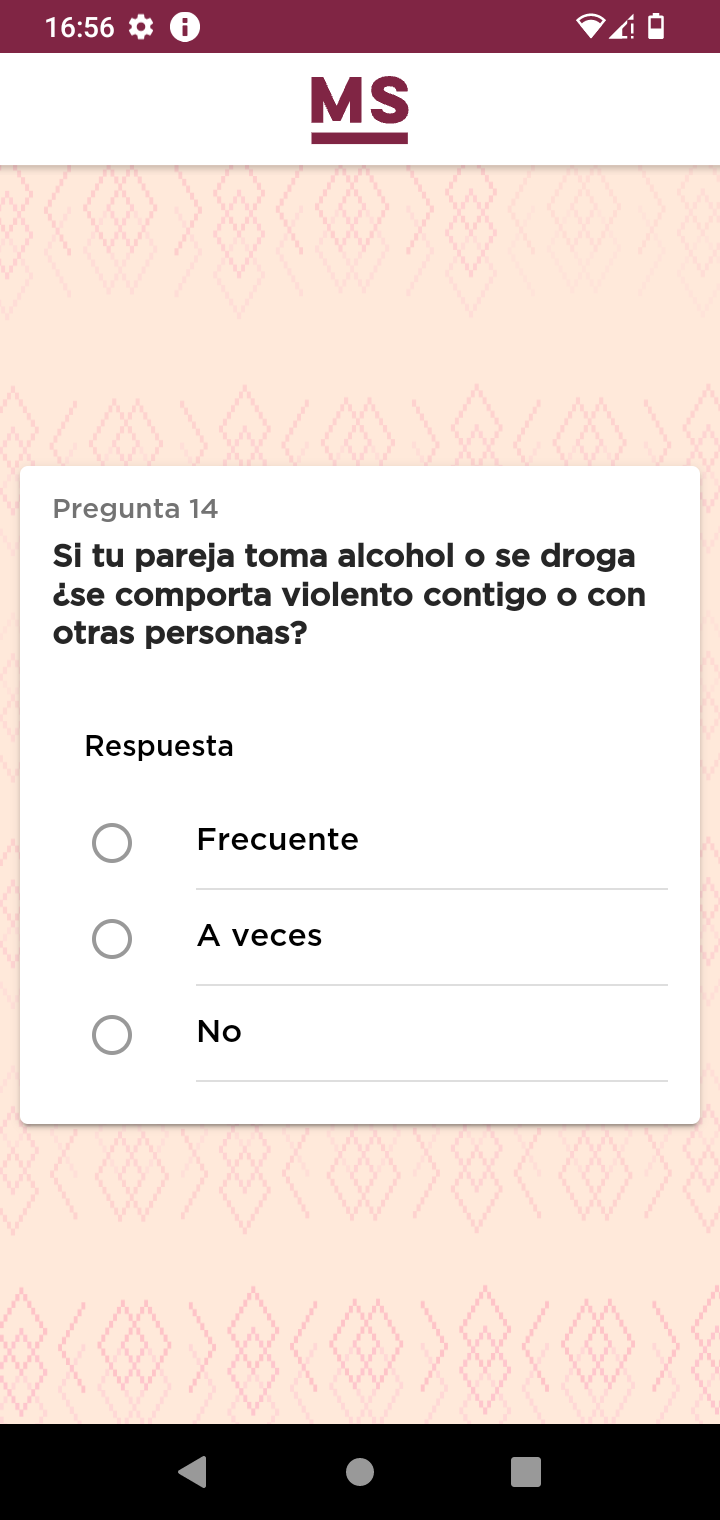 16:56
MS
Pregunta 14
Si tu pareja toma alcohol o se droga
¿se comporta violento contigo o con
otras personas?
Respuesta
Frecuente
A veces
No